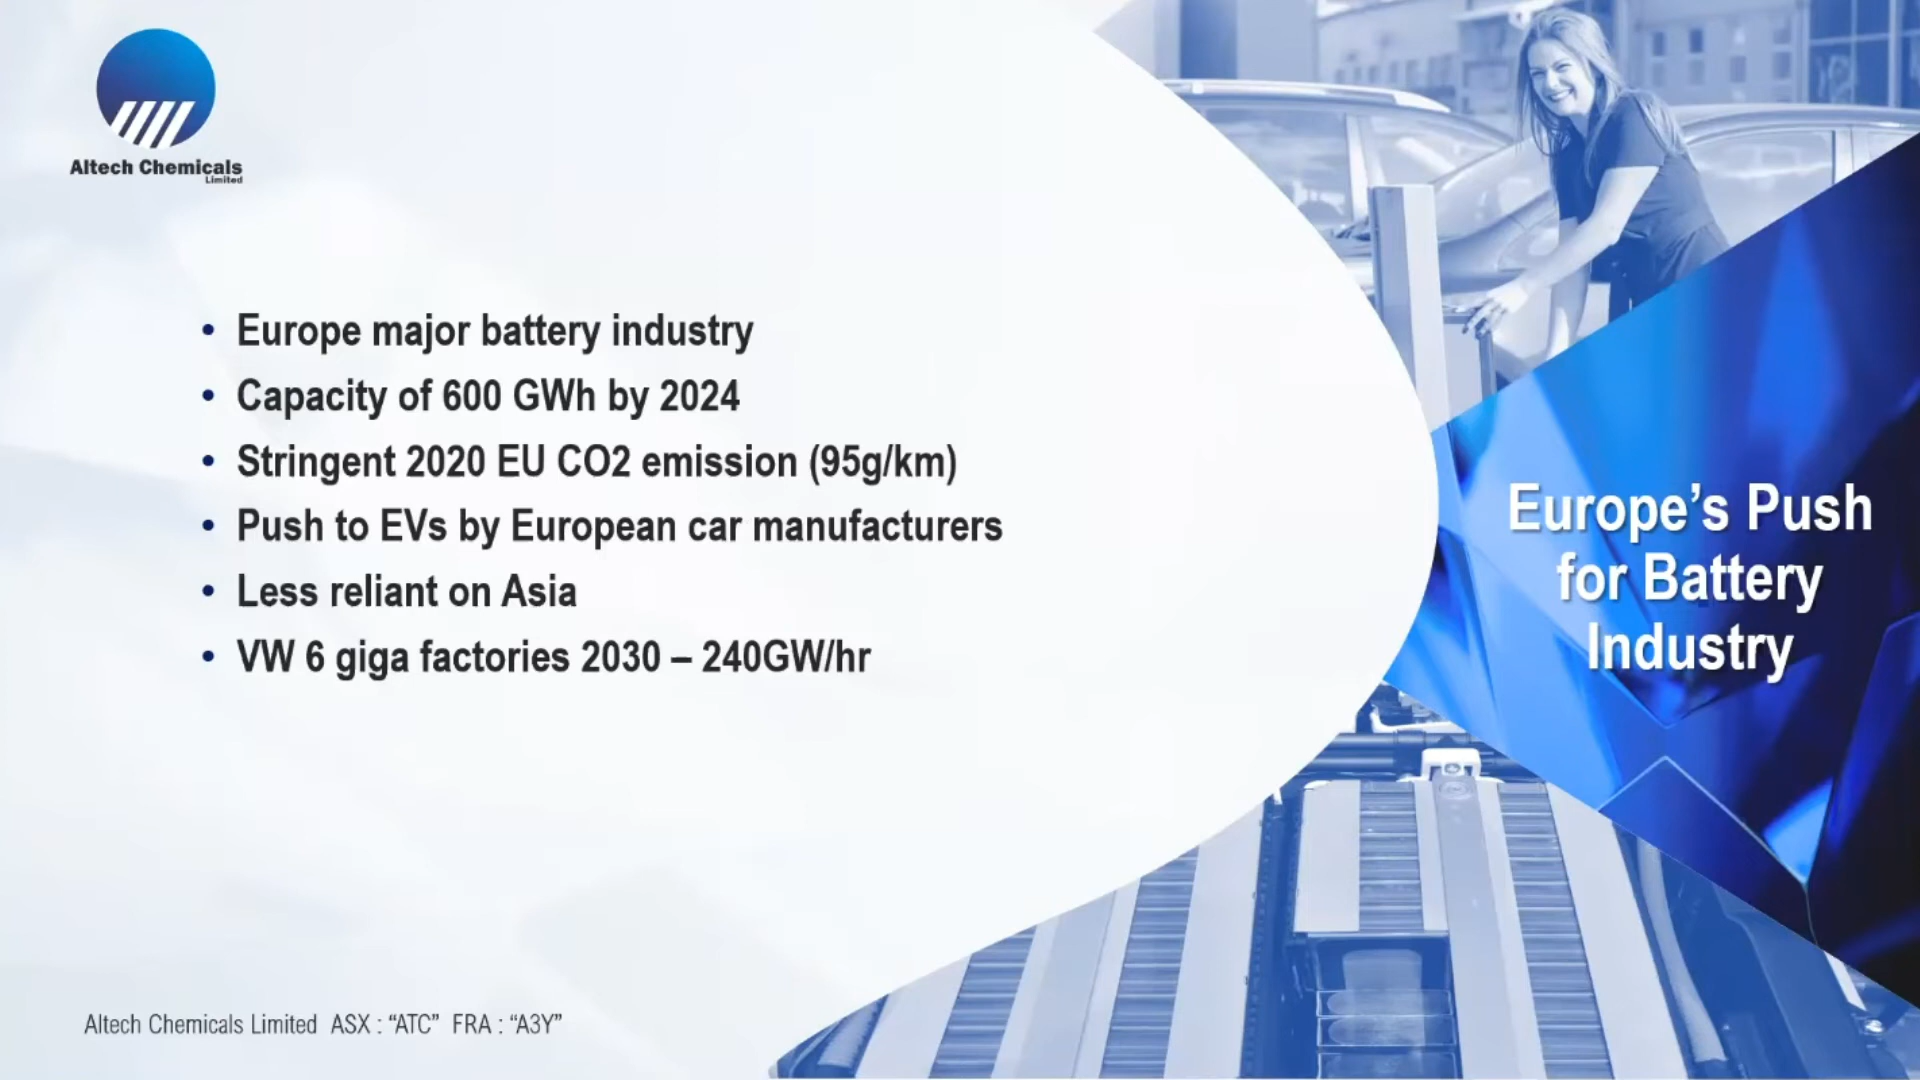 Altech Chemicals
Limited
• Europe major battery industry
• Capacity of 600 GWh by 2024
• Stringent 2020 EU CO2 emission (95g/km)
• Push to EVs by European car manufacturers
• Less reliant on Asia
• VW 6 giga factories 2030 – 240GW/hr
Europe’s Push
for Battery
Industry
Altech Chemicals Limited ASX : “ATC” FRA : “A3Y”